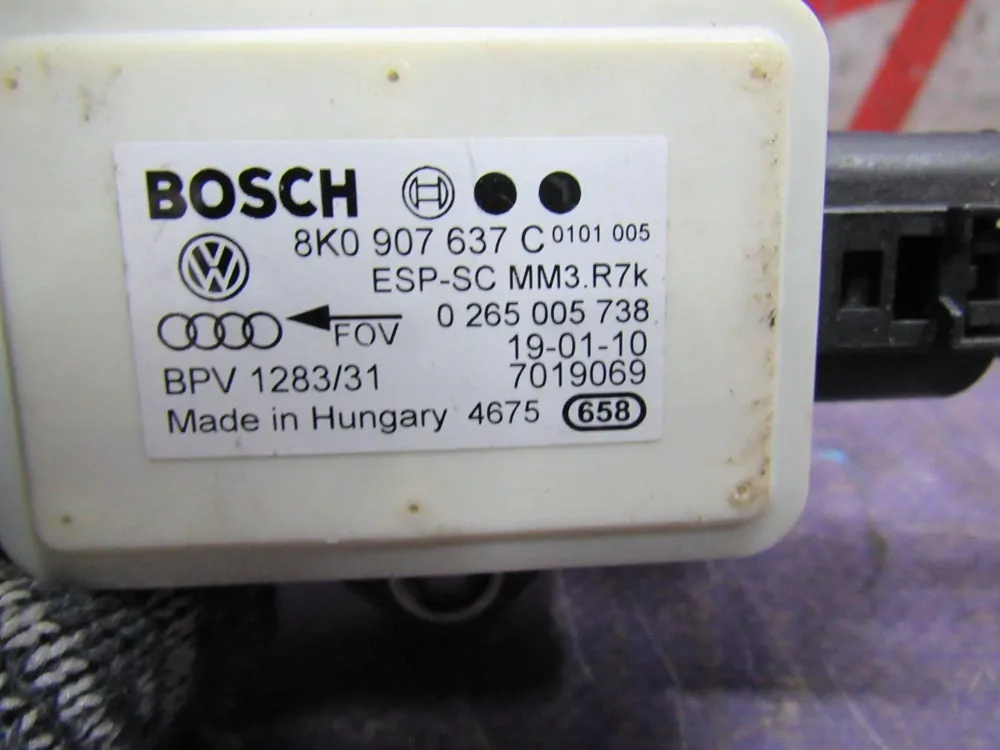 BOSCH
8K0 907 637 C 0101 005
ESP-SC MM3.R7k
FOV 0 265 005 738
19-01-10
BPV 1283/31 7019069
Made in Hungary 4675 658